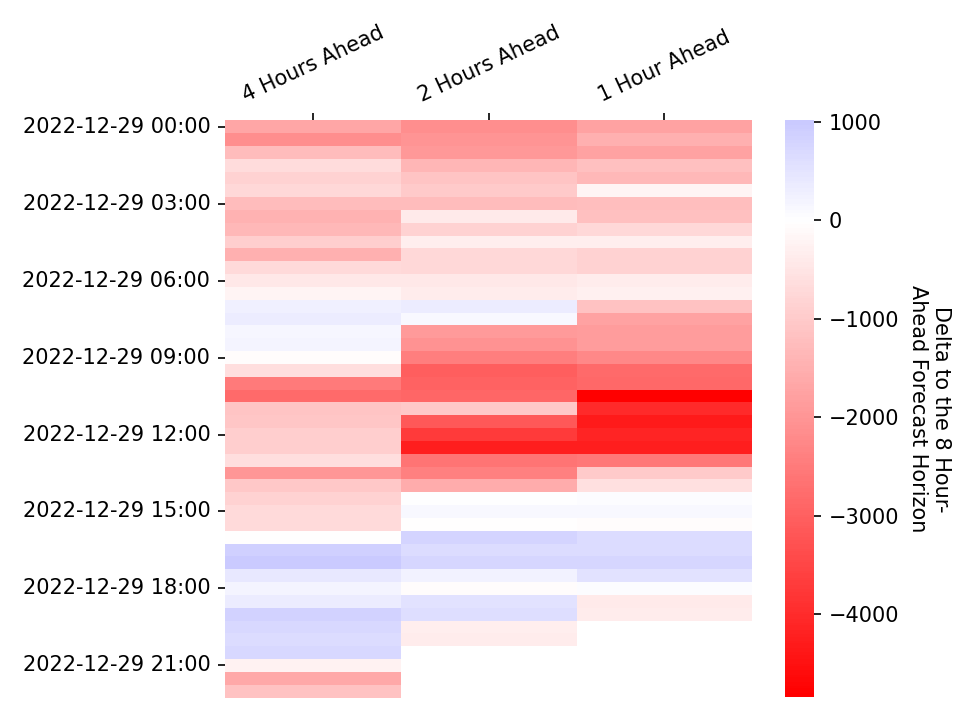 4 Hours Ahead
2 Hours Ahead
1 Hour Ahead
2022-12-29 00:00
2022-12-29 03:00
2022-12-29 06:00
2022-12-29 09:00
2022-12-29 12:00
2022-12-29 15:00
2022-12-29 18:00
2022-12-29 21:00
1000
0
−1000
−2000
−3000
−4000
Delta to the 8 Hour-
Ahead Forecast Horizon